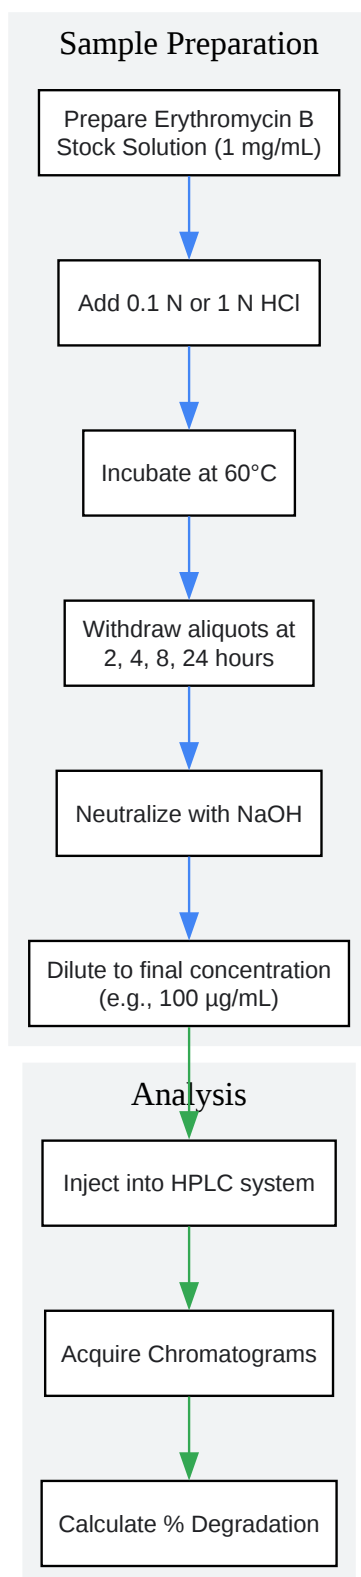 Sample Preparation
Prepare Erythromycin B
Stock Solution (1 mg/mL)
Add 0.1 N or 1 N HCl
Incubate at 60°C
Withdraw aliquots at
2, 4, 8, 24 hours
Neutralize with NaOH
Dilute to final concentration
(e.g., 100 µg/mL)
Analysis
Inject into HPLC system
Acquire Chromatograms
Calculate % Degradation